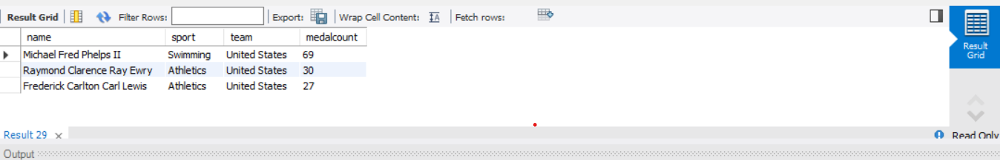 Result Grid Filter Rows: Export: Wrap Cell Content: IA Fetch rows:
name sport team medalcount
Michael Fred Phelps II Swimming United States 69
Raymond Clarence Ray Ewry Athletics United States 30
Frederick Carlton Carl Lewis Athletics United States 27
Result
Grid
Result 29 × Read Only
Output